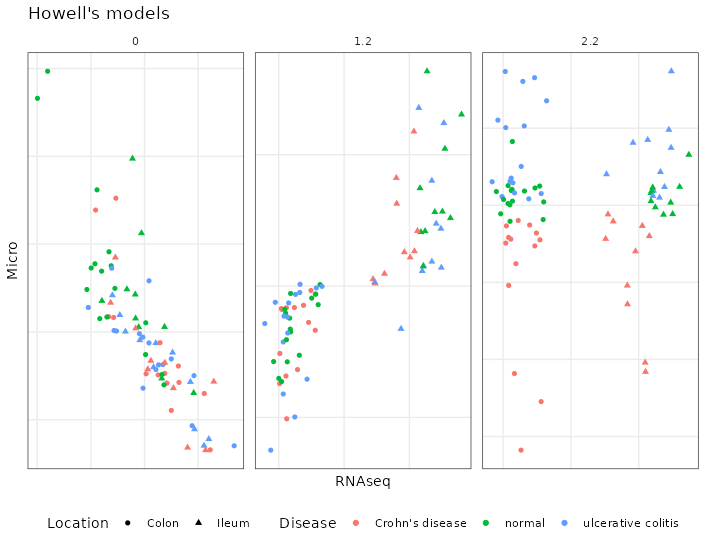 Howell's models
0
1.2
2.2
Micro
RNAseq
Location Colon Ileum Disease Crohn's disease normal ulcerative colitis